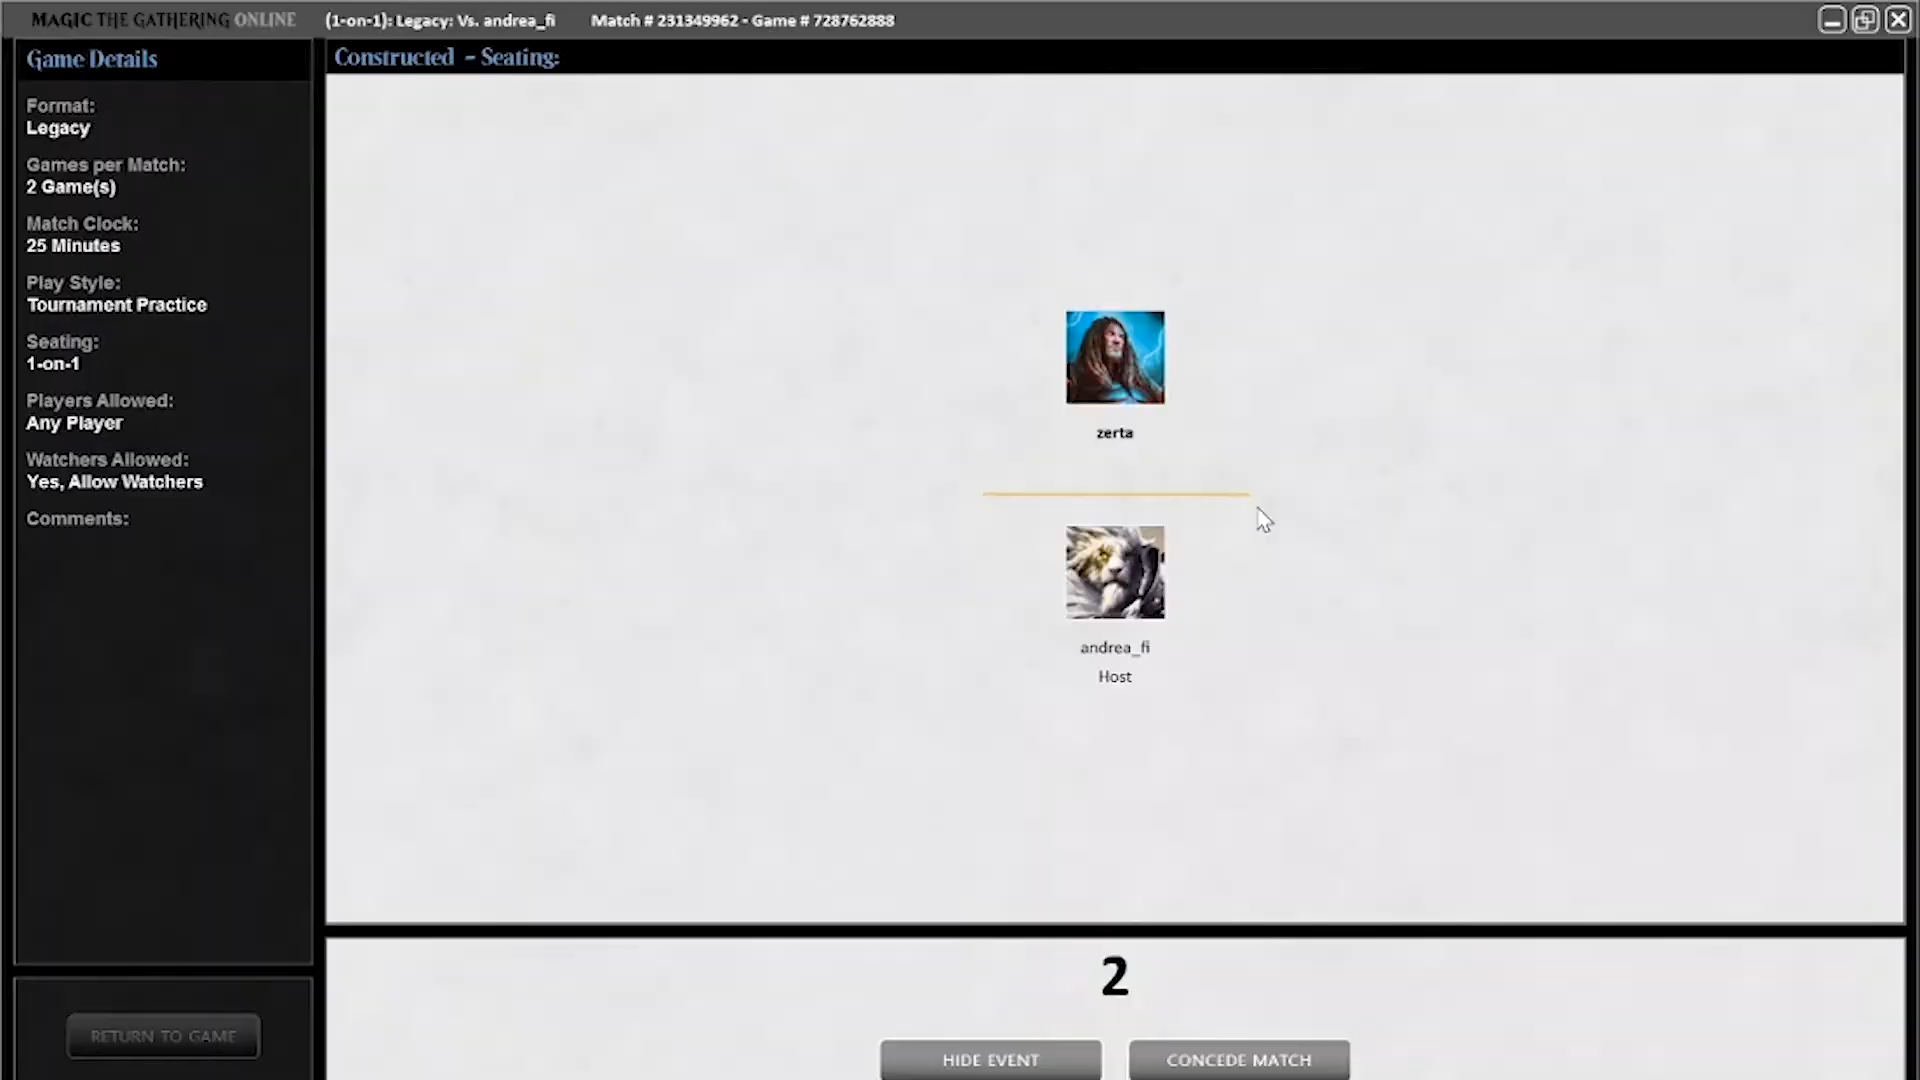 MAGIC THE GATHERING ONLINE
(1-on-1): Legacy: Vs. andrea_fi
Match # 231349962 - Game # 728762888
Game Details
Format:
Legacy
Games per Match:
2 Game(s)
Match Clock:
25 Minutes
Play Style:
Tournament Practice
Seating:
1-on-1
Players Allowed:
Any Player
Watchers Allowed:
Yes, Allow Watchers
Comments:
RETURN TO GAME
Constructed - Seating:
zerta
andrea_fi
Host
2
HIDE EVENT
CONCEDE MATCH